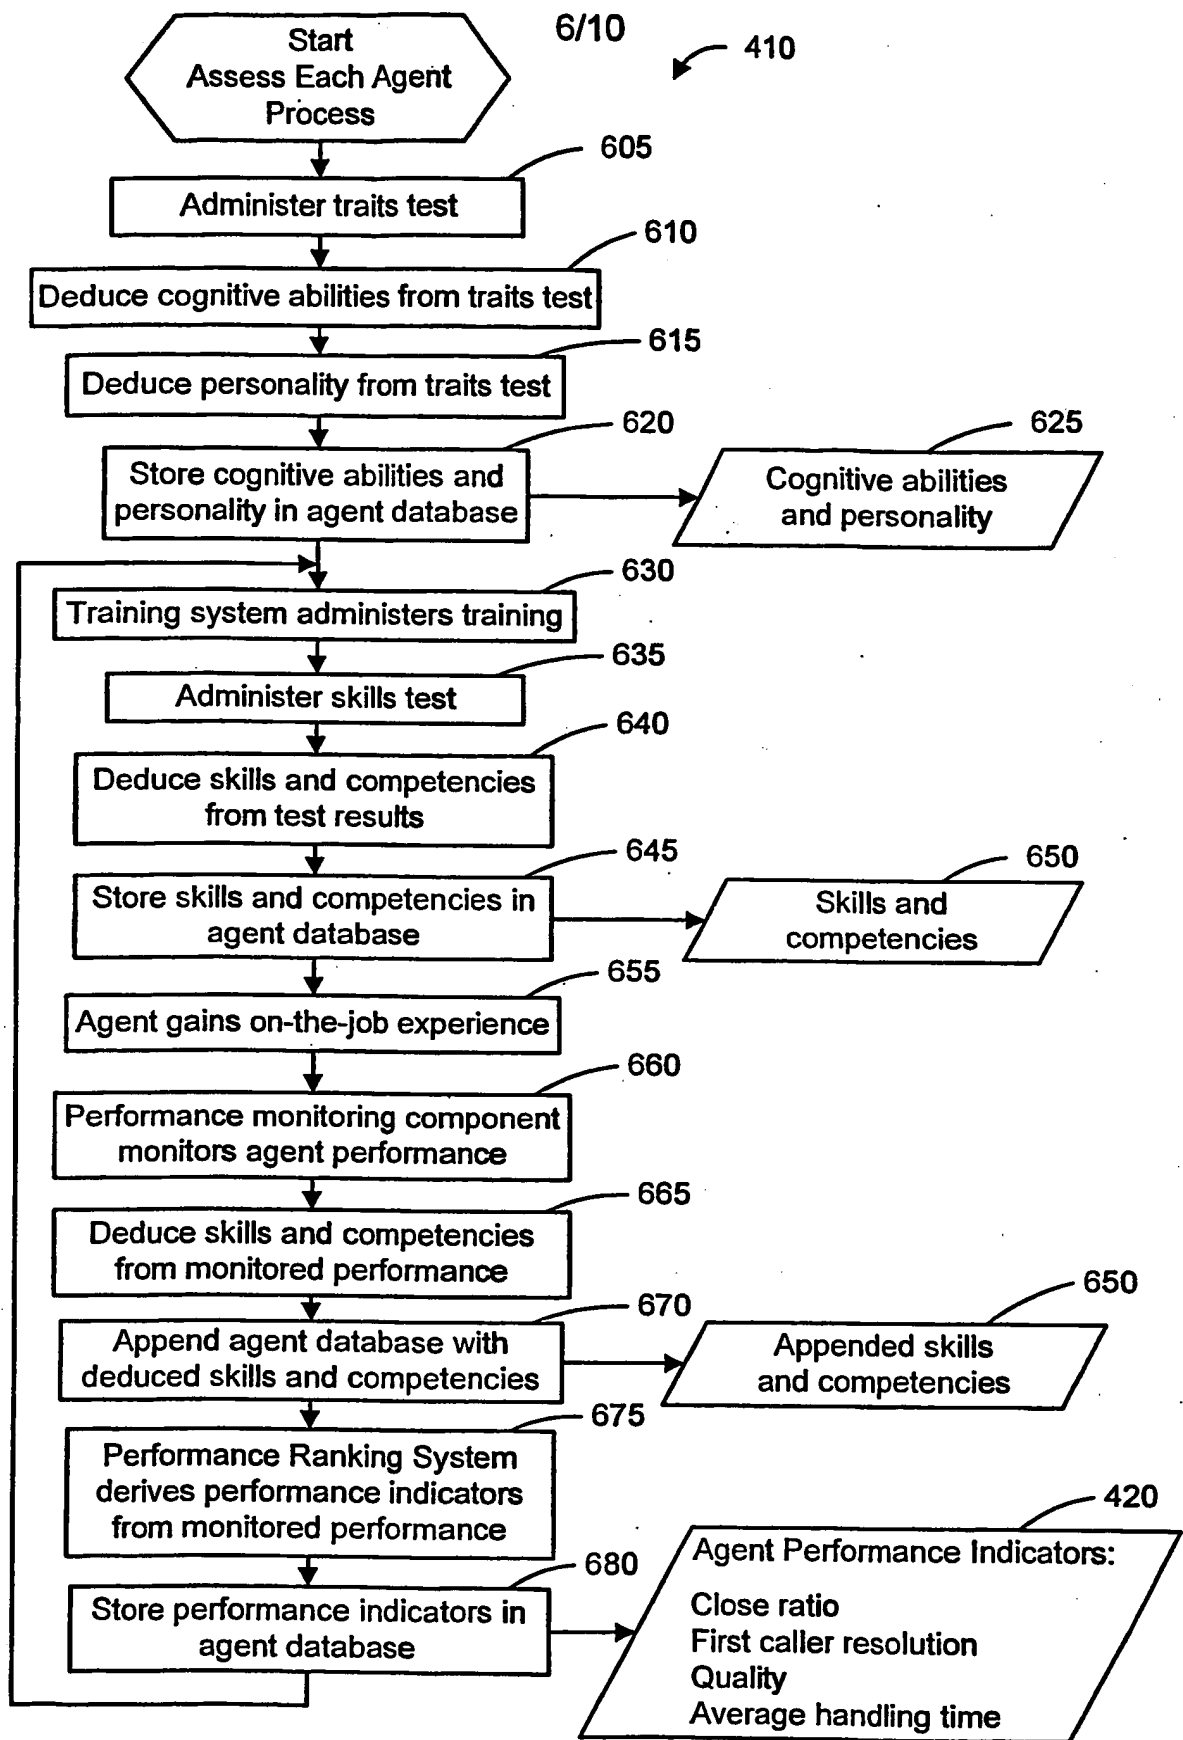 6/10
410
Start
Assess Each Agent
Process
605
Administer traits test
610
Deduce cognitive abilities from traits test
615
Deduce personality from traits test
620
Store cognitive abilities and
personality in agent database
625
Cognitive abilities
and personality
630
Training system administers training
635
Administer skills test
640
Deduce skills and competencies
from test results
645
Store skills and competencies in
agent database
650
Skills and
competencies
655
Agent gains on-the-job experience
660
Performance monitoring component
monitors agent performance
665
Deduce skills and competencies
from monitored performance
670
Append agent database with
deduced skills and competencies
650
Appended skills
and competencies
675
Performance Ranking System
derives performance indicators
from monitored performance
680
Store performance indicators in
agent database
420
Agent Performance Indicators:
Close ratio
First caller resolution
Quality
Average handling time